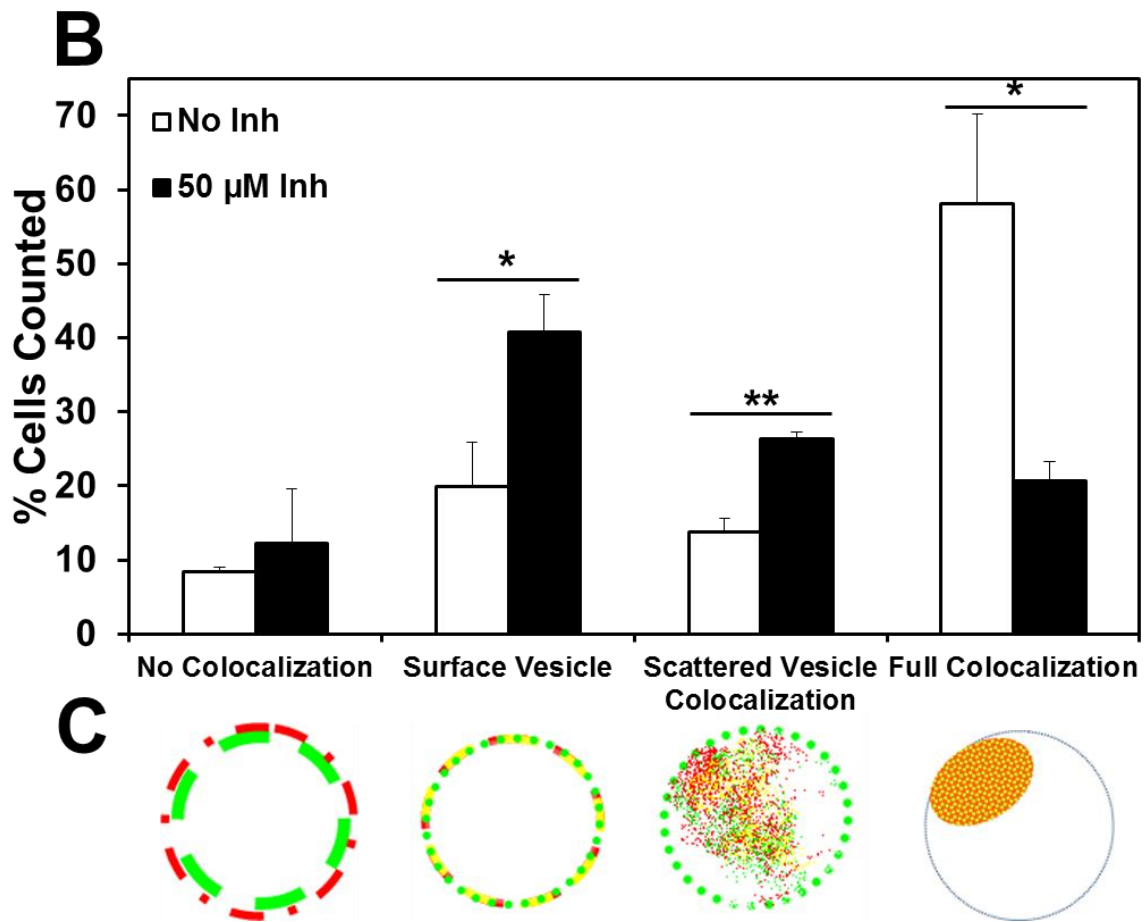 B
% Cells Counted
70
60
50
40
30
20
10
0
No Inh
50 µM Inh
*
**
*
No Colocalization
Surface Vesicle
Scattered Vesicle
Colocalization
Full Colocalization
C